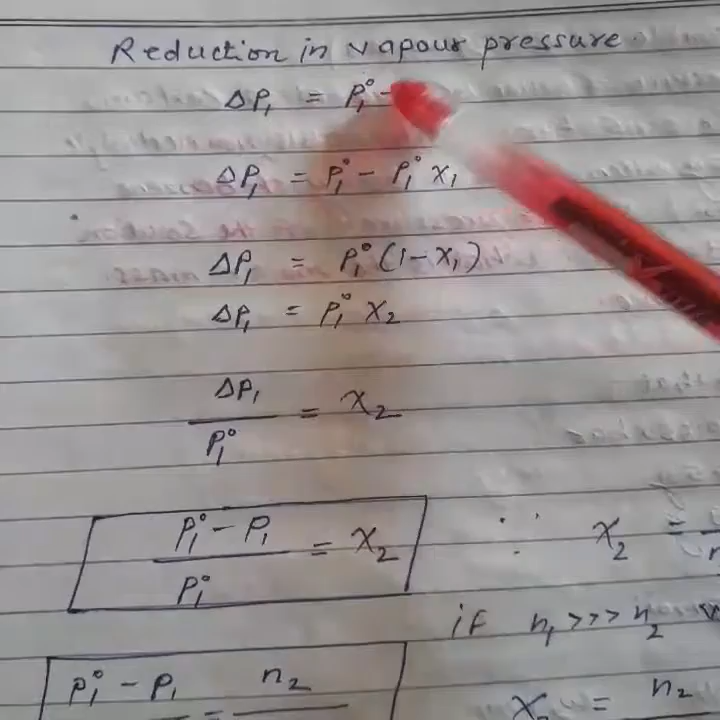 Reduction in vapour pressure
ΔP₁ = P₁° -
ΔP₁ = P₁° - P₁° x₁
ΔP₁ = P₁° (1 - x₁)
ΔP₁ = P₁° x₂
ΔP₁ / P₁° = x₂
P₁° - P₁ / P₁° = x₂ ∵ x₂ =
if n₁ >>> n₂
P₁° - P₁ = n₂
x₂ = n₂